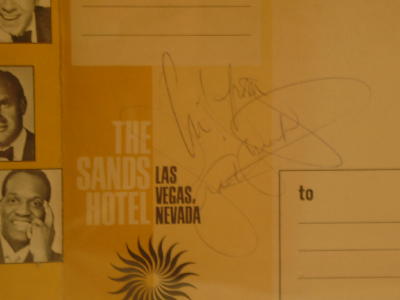 THE
SANDS
HOTEL
LAS
VEGAS,
NEVADA
to